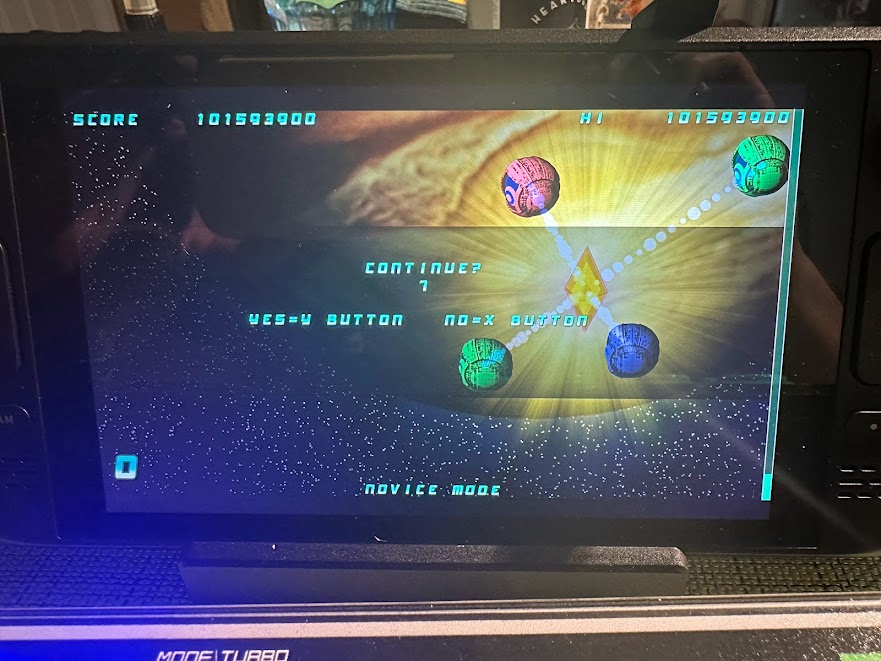 SCORE 101593900 HI 101593900
CONTINUE?
7
YES=Y BUTTON NO=X BUTTON
0
NOVICE MODE
MODE\TURBO